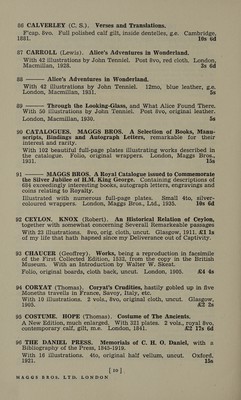 86 CALVERLEY (C. S.). Verses and Translations.
F'cap. 8vo. Full polished calf gilt, inside dentelles, g.e. Cambridge, 1881. 10s 6d
87 CARROLL (Lewis). Alice's Adventures in Wonderland.
With 42 illustrations by John Tenniel. Post 8vo, red cloth. London, Macmillan, 1928. 3s 6d
88 —— Alice's Adventures in Wonderland.
With 42 illustrations by John Tenniel. 12mo, blue leather, g.e. London, Macmillan, 1931. 5s
89 —— Through the Looking-Glass, and What Alice Found There.
With 50 illustrations by John Tenniel. Post 8vo, original leather. London, Macmillan, 1930. 5s
90 CATALOGUES. MAGGS BROS. A Selection of Books, Manuscripts, Bindings and Autograph Letters, remarkable for their interest and rarity.
With 102 beautiful full-page plates illustrating works described in the catalogue. Folio, original wrappers. London, Maggs Bros., 15s
91 —— MAGGS BROS. A Royal Catalogue issued to Commemorate the Silver Jubilee of H.M. King George. Containing descriptions of 684 exceedingly interesting books, autograph letters, engravings and coins relating to Royalty.
Illustrated with numerous full-page plates. Small 4to, silver-coloured wrappers. London, Maggs Bros., Ltd., 1935. 10s 6d
92 CEYLON. KNOX (Robert). An Historical Relation of Ceylon, together with somewhat concerning Several Remarkable passages
With 22 illustrations, 8vo, orig. cloth, uncut. Glasgow, 1911. £1 1s of my life that hath hapned since my Deliverance out of Captivity.
93 CHAUCER (Geoffrey). Works, being a reproduction in facsimile of the First Collected Edition, 1532, from the copy in the British Museum. With an Introduction by Walter W. Skeat.
Folio, original boards, cloth back, uncut. London, 1905. £4 4s
94 CORYAT (Thomas). Coryat's Crudities, hastily gobled up in five Moneths travells in France, Savoy, Italy, etc.
With 10 illustrations. 2 vols., 8vo, original cloth, uncut. Glasgow, 1905. £2 2s
95 COSTUME. HOPE (Thomas). Costume of The Ancients.
A New Edition, much enlarged. With 321 plates. 2 vols., royal 8vo, contemporary calf, gilt, m.e. London, 1841. £2 17s 6d
96 THE DANIEL PRESS. Memorials of C. H. O. Daniel, with a Bibliography of the Press, 1845-1919.
With 16 illustrations. 4to, original half vellum, uncut. Oxford, 1921. 15s
[ 10 ]
MAGGS BROS. LTD. LONDON